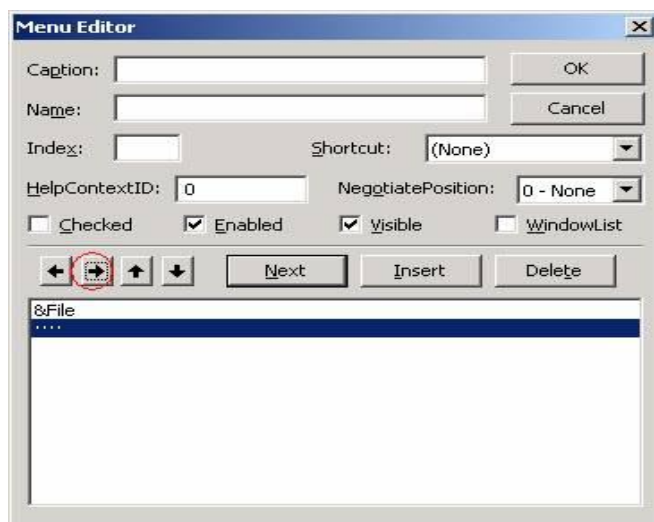 Menu Editor
Caption:
OK
Name:
Cancel
Index:
Shortcut:
(None)
HelpContextID:
0
NegotiatePosition:
0 - None
Checked
Enabled
Visible
WindowList
Next
Insert
Delete
&File
....